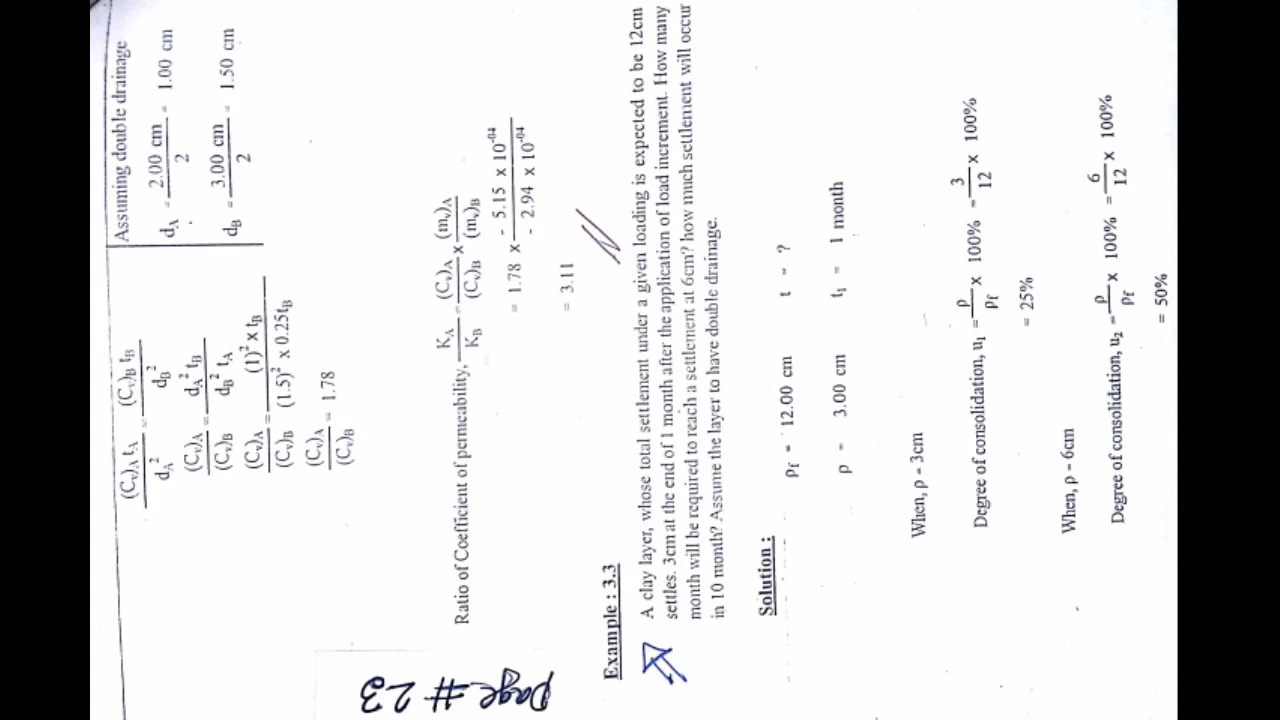 Assuming double drainage
(Cv)A tA / dA² = (Cv)B tB / dB²
dA = 2.00 cm / 2 = 1.00 cm
(Cv)A / (Cv)B = dA² tB / dB² tA
dB = 3.00 cm / 2 = 1.50 cm
(Cv)A / (Cv)B = (1)² x tB / (1.5)² x 0.25tB
(Cv)A / (Cv)B = 1.78
Ratio of Coefficient of permeability, KA / KB = (Cv)A / (Cv)B x (mv)A / (mv)B
= 1.78 x - 5.15 x 10⁻⁰⁴ / - 2.94 x 10⁻⁰⁴
= 3.11
Example : 3.3
A clay layer, whose total settlement under a given loading is expected to be 12cm
settles. 3cm at the end of 1 month after the application of load increment. How many
month will be required to reach a settlement at 6cm? how much settlement will occur
in 10 month? Assume the layer to have double drainage.
Solution :
ρf = 12.00 cm t = ?
ρ = 3.00 cm t₁ = 1 month
When, ρ = 3cm
Degree of consolidation, u₁ = ρ / ρf x 100% = 3 / 12 x 100%
= 25%
When, ρ = 6cm
Degree of consolidation, u₂ = ρ / ρf x 100% = 6 / 12 x 100%
= 50%
page # 23